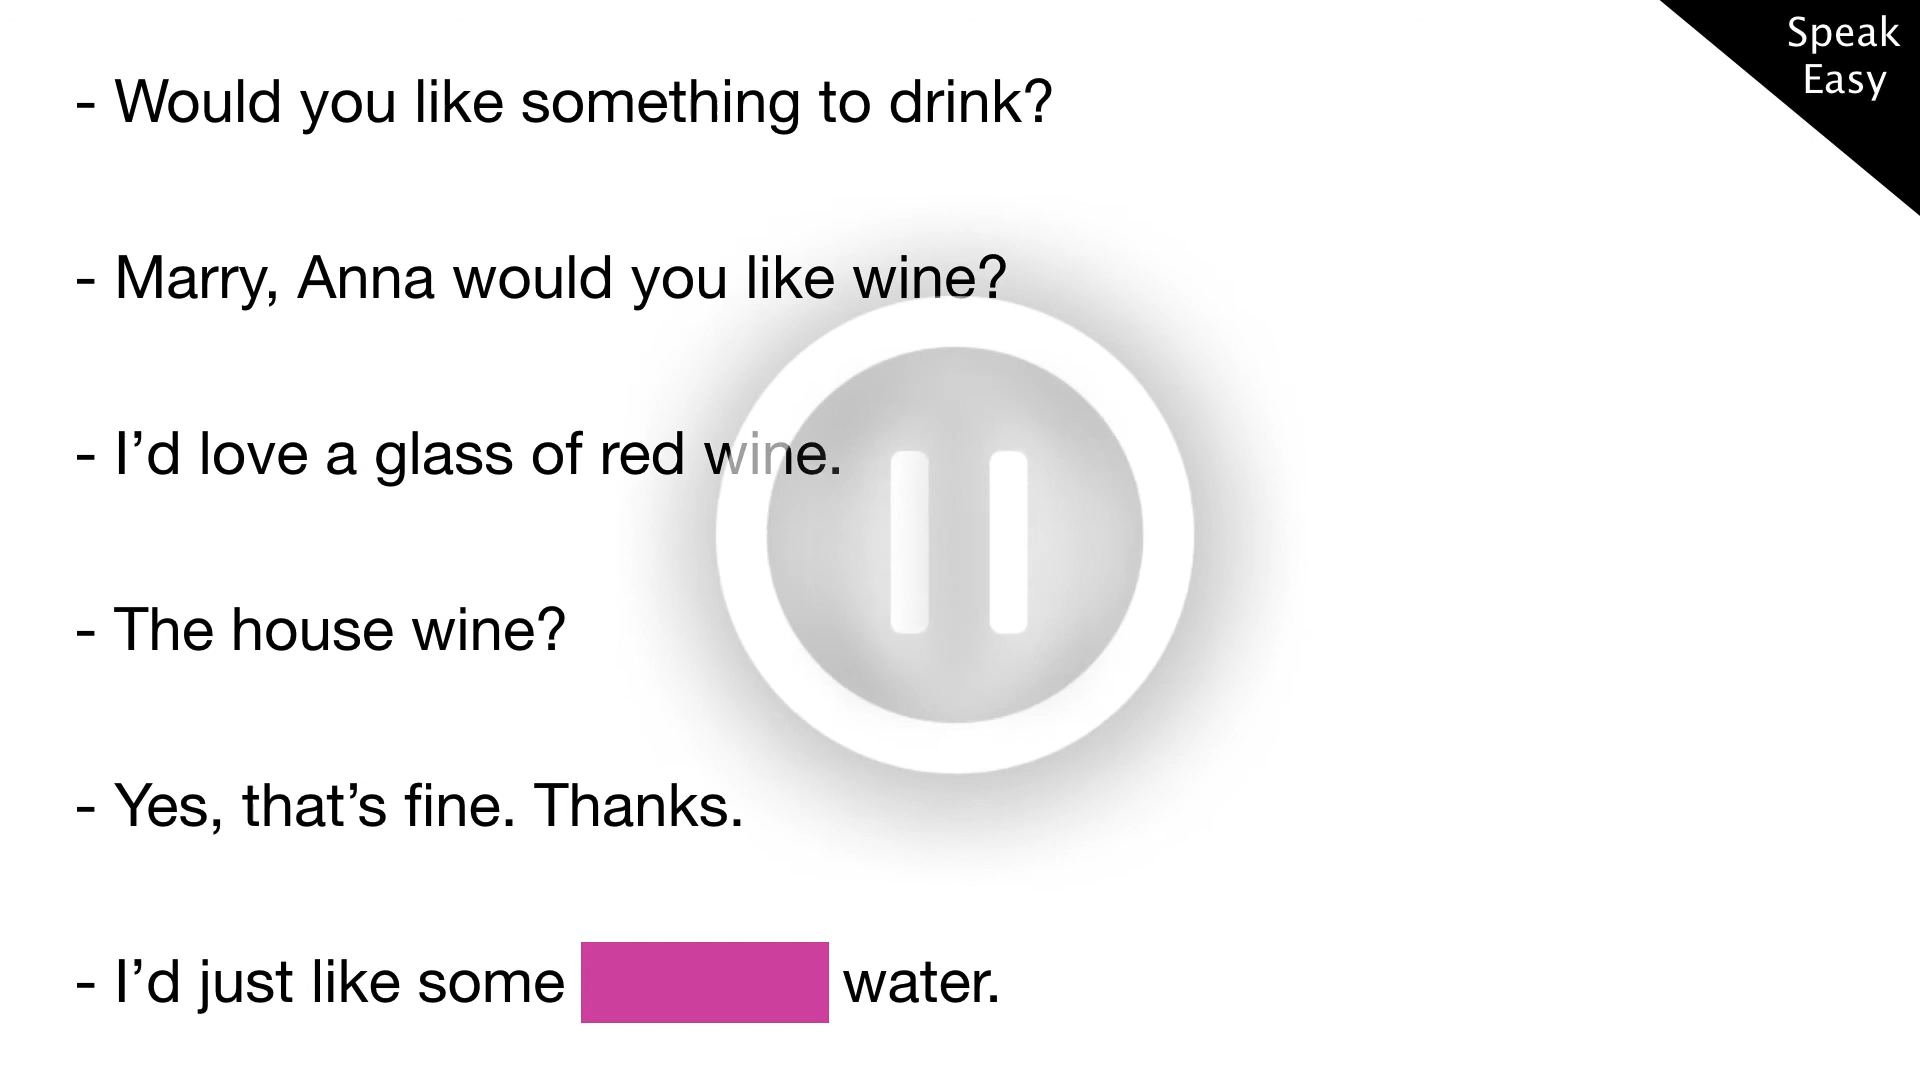 Speak
Easy
- Would you like something to drink?
- Marry, Anna would you like wine?
- I’d love a glass of red wine.
- The house wine?
- Yes, that’s fine. Thanks.
- I’d just like some water.